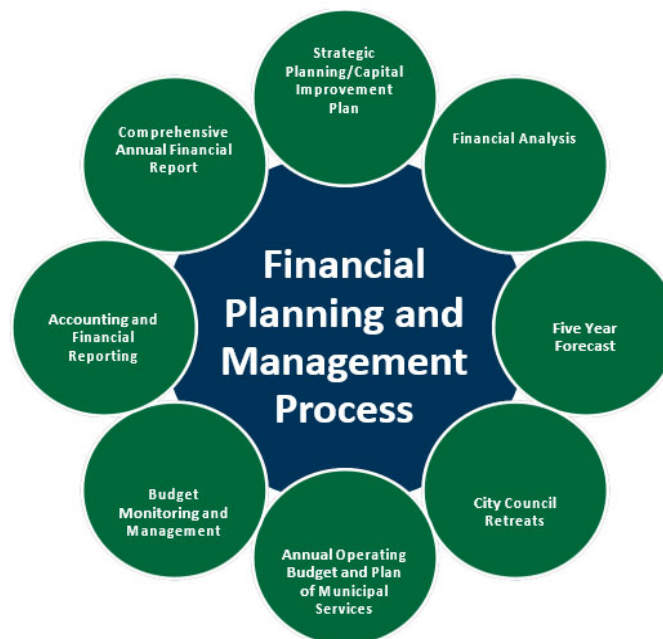 Strategic
Planning/Capital
Improvement
Plan
Financial Analysis
Five Year
Forecast
City Council
Retreats
Annual Operating
Budget and Plan
of Municipal
Services
Budget
Monitoring and
Management
Accounting and
Financial
Reporting
Comprehensive
Annual Financial
Report
Financial
Planning and
Management
Process